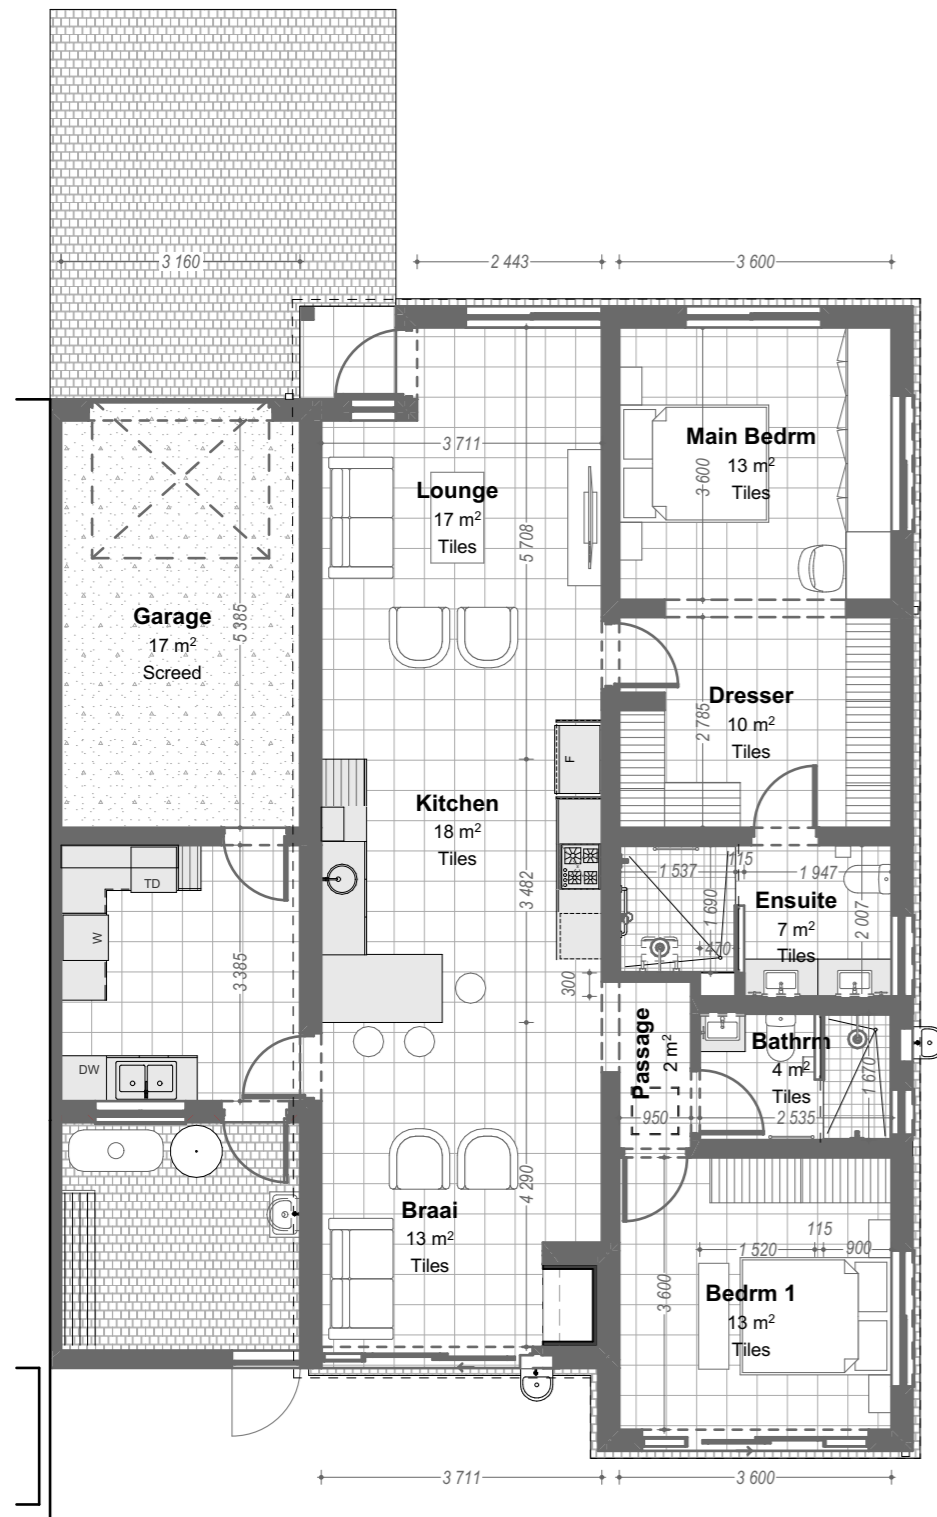 3 160
2 443
3 600
3 711
Main Bedrm
13 m²
Tiles
3 600
Lounge
17 m²
Tiles
5 708
Garage
17 m²
Screed
5 385
Dresser
10 m²
Tiles
2 785
F
Kitchen
18 m²
Tiles
3 482
TD
W
DW
3 385
1 537
115
1 947
1 690
470
Ensuite
7 m²
Tiles
2 007
300
Passage
2 m²
950
Bathrm
4 m²
Tiles
1 670
2 535
4 290
Braai
13 m²
Tiles
115
1 520
900
3 600
Bedrm 1
13 m²
Tiles
3 711
3 600